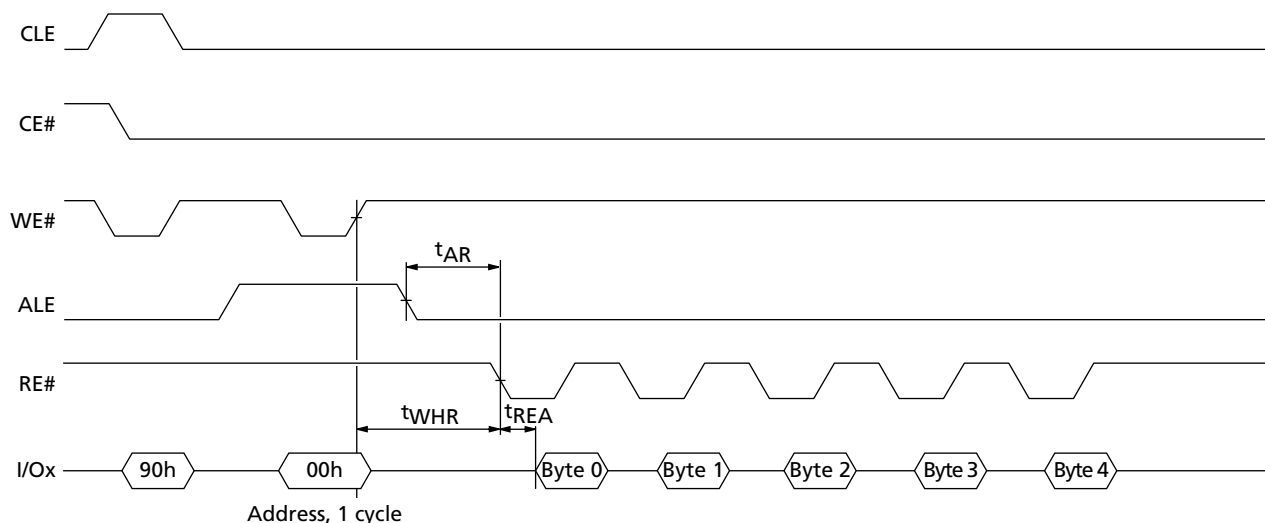 CLE
CE#
WE#
tAR
ALE
RE#
tWHR tREA
I/Ox 90h 00h Byte 0 Byte 1 Byte 2 Byte 3 Byte 4
Address, 1 cycle